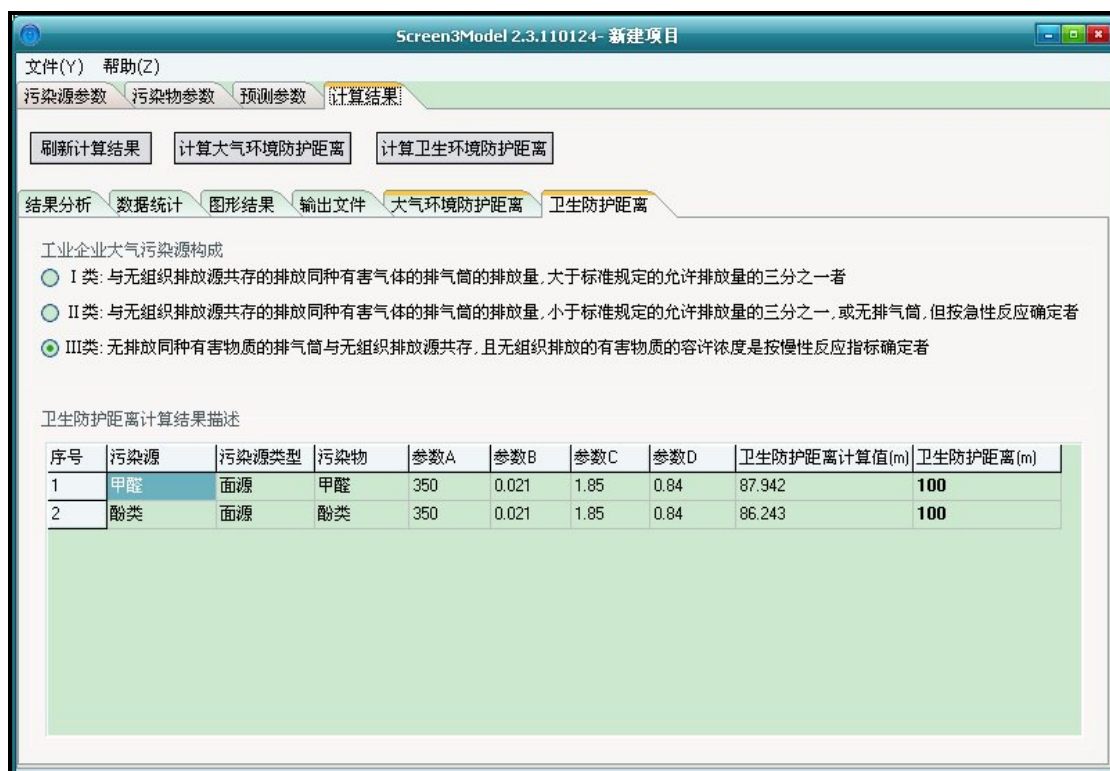 Screen3Model 2.3.110124-新建项目
文件(Y) 帮助(Z)
污染源参数 污染物参数 预测参数 计算结果
刷新计算结果 计算大气环境防护距离 计算卫生环境防护距离
结果分析 数据统计 图形结果 输出文件 大气环境防护距离 卫生防护距离
工业企业大气污染源构成
I 类: 与无组织排放源共存的排放同种有害气体的排气筒的排放量,大于标准规定的允许排放量的三分之一者
II类: 与无组织排放源共存的排放同种有害气体的排气筒的排放量,小于标准规定的允许排放量的三分之一,或无排气筒,但按急性反应确定者
III类: 无排放同种有害物质的排气筒与无组织排放源共存,且无组织排放的有害物质的容许浓度是按慢性反应指标确定者
卫生防护距离计算结果描述
序号 污染源 污染源类型 污染物 参数A 参数B 参数C 参数D 卫生防护距离计算值(m) 卫生防护距离(m)
1 甲醛 面源 甲醛 350 0.021 1.85 0.84 87.942 100
2 酚类 面源 酚类 350 0.021 1.85 0.84 86.243 100